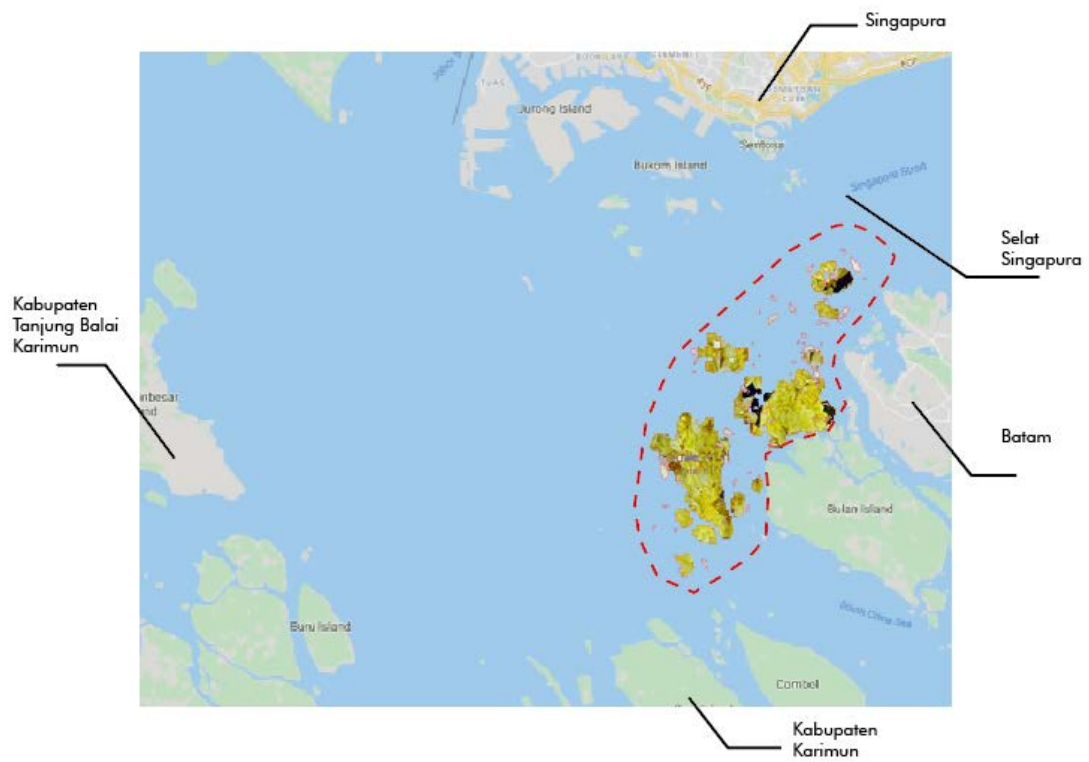 Singapura
TUAS
Jurong Island
Sentosa
Bukom Island
Singapore Strait
Selat
Singapura
Kabupaten
Tanjung Balai
Karimun
Batam
Bulan Island
Buru Island
South China Sea
Combol
Kabupaten
Karimun